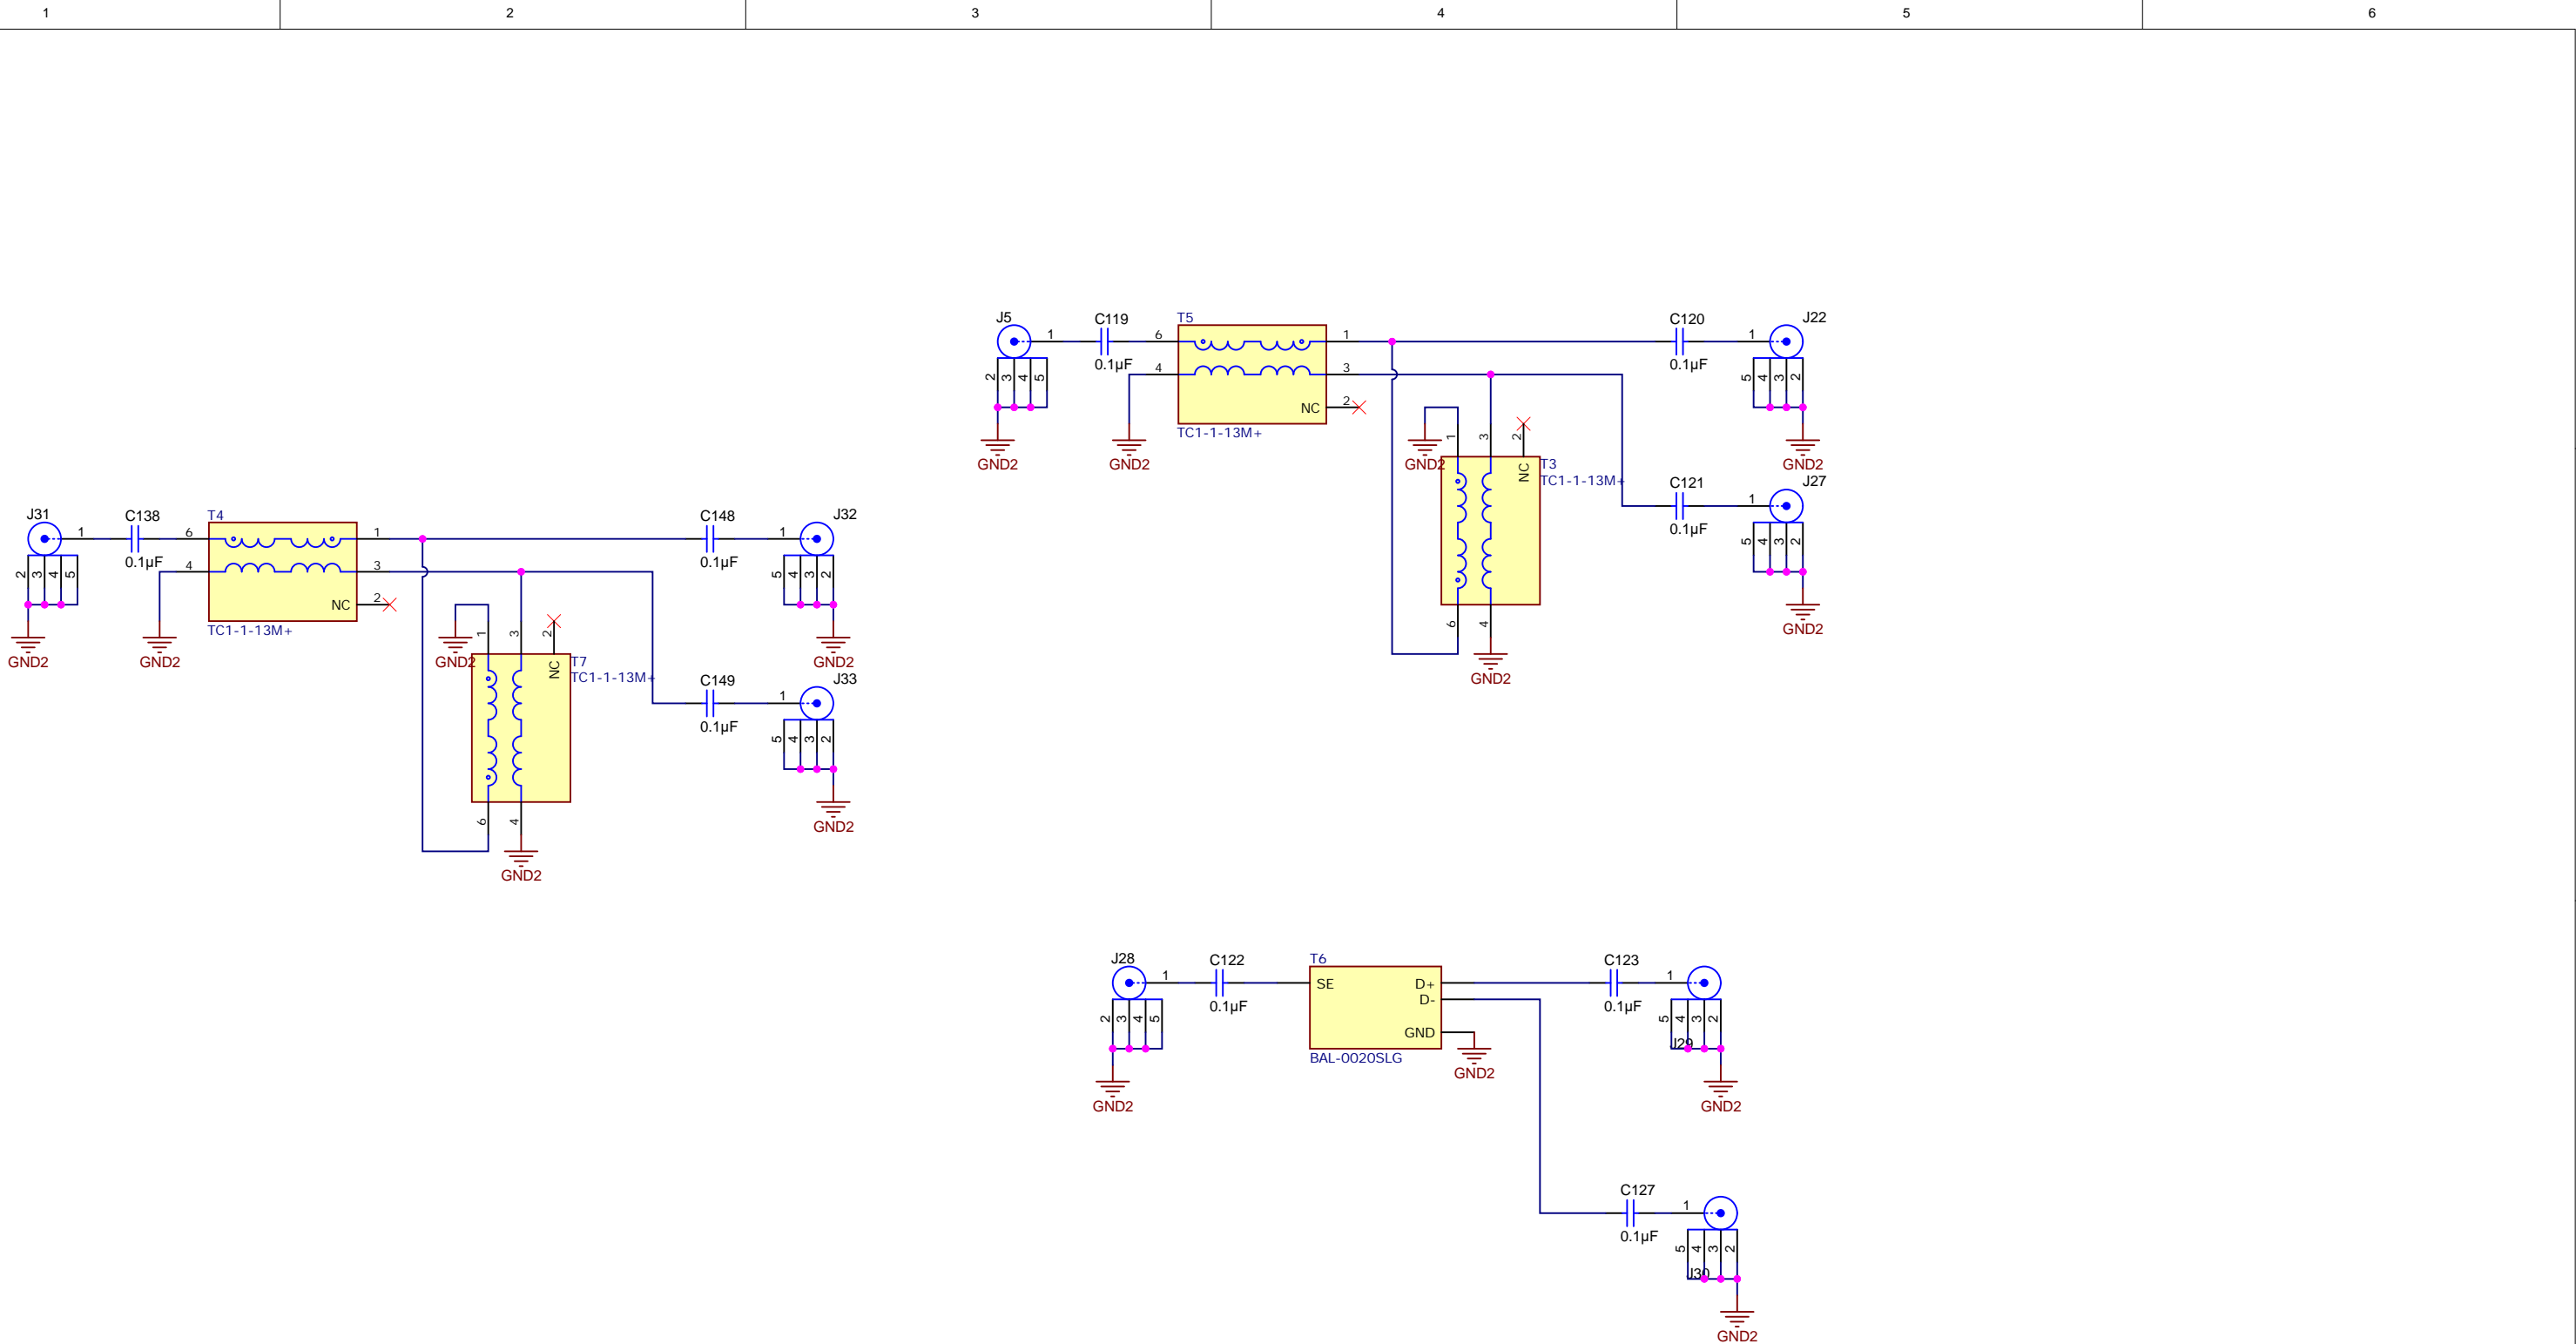 1 2 3 4 5 6
J5 1 C119 0.1µF
2 3 4 5
GND2
T5
6 1
4 3
NC 2
TC1-1-13M+
GND2
C120 0.1µF
1 J22
5 4 3 2
GND2
GND2
1 3 2
NC
T3
TC1-1-13M+
6 4
GND2
C121 0.1µF
1 J27
5 4 3 2
GND2
J31 1 C138 0.1µF
2 3 4 5
GND2
T4
6 1
4 3
NC 2
TC1-1-13M+
GND2
C148 0.1µF
1 J32
5 4 3 2
GND2
GND2
1 3 2
NC
T7
TC1-1-13M+
6 4
GND2
C149 0.1µF
1 J33
5 4 3 2
GND2
J28 1 C122 0.1µF
2 3 4 5
GND2
T6
SE D+
D-
GND
BAL-0020SLG
GND2
C123 0.1µF
1
5 4 3 2
J29
GND2
C127 0.1µF
1
5 4 3 2
J30
GND2